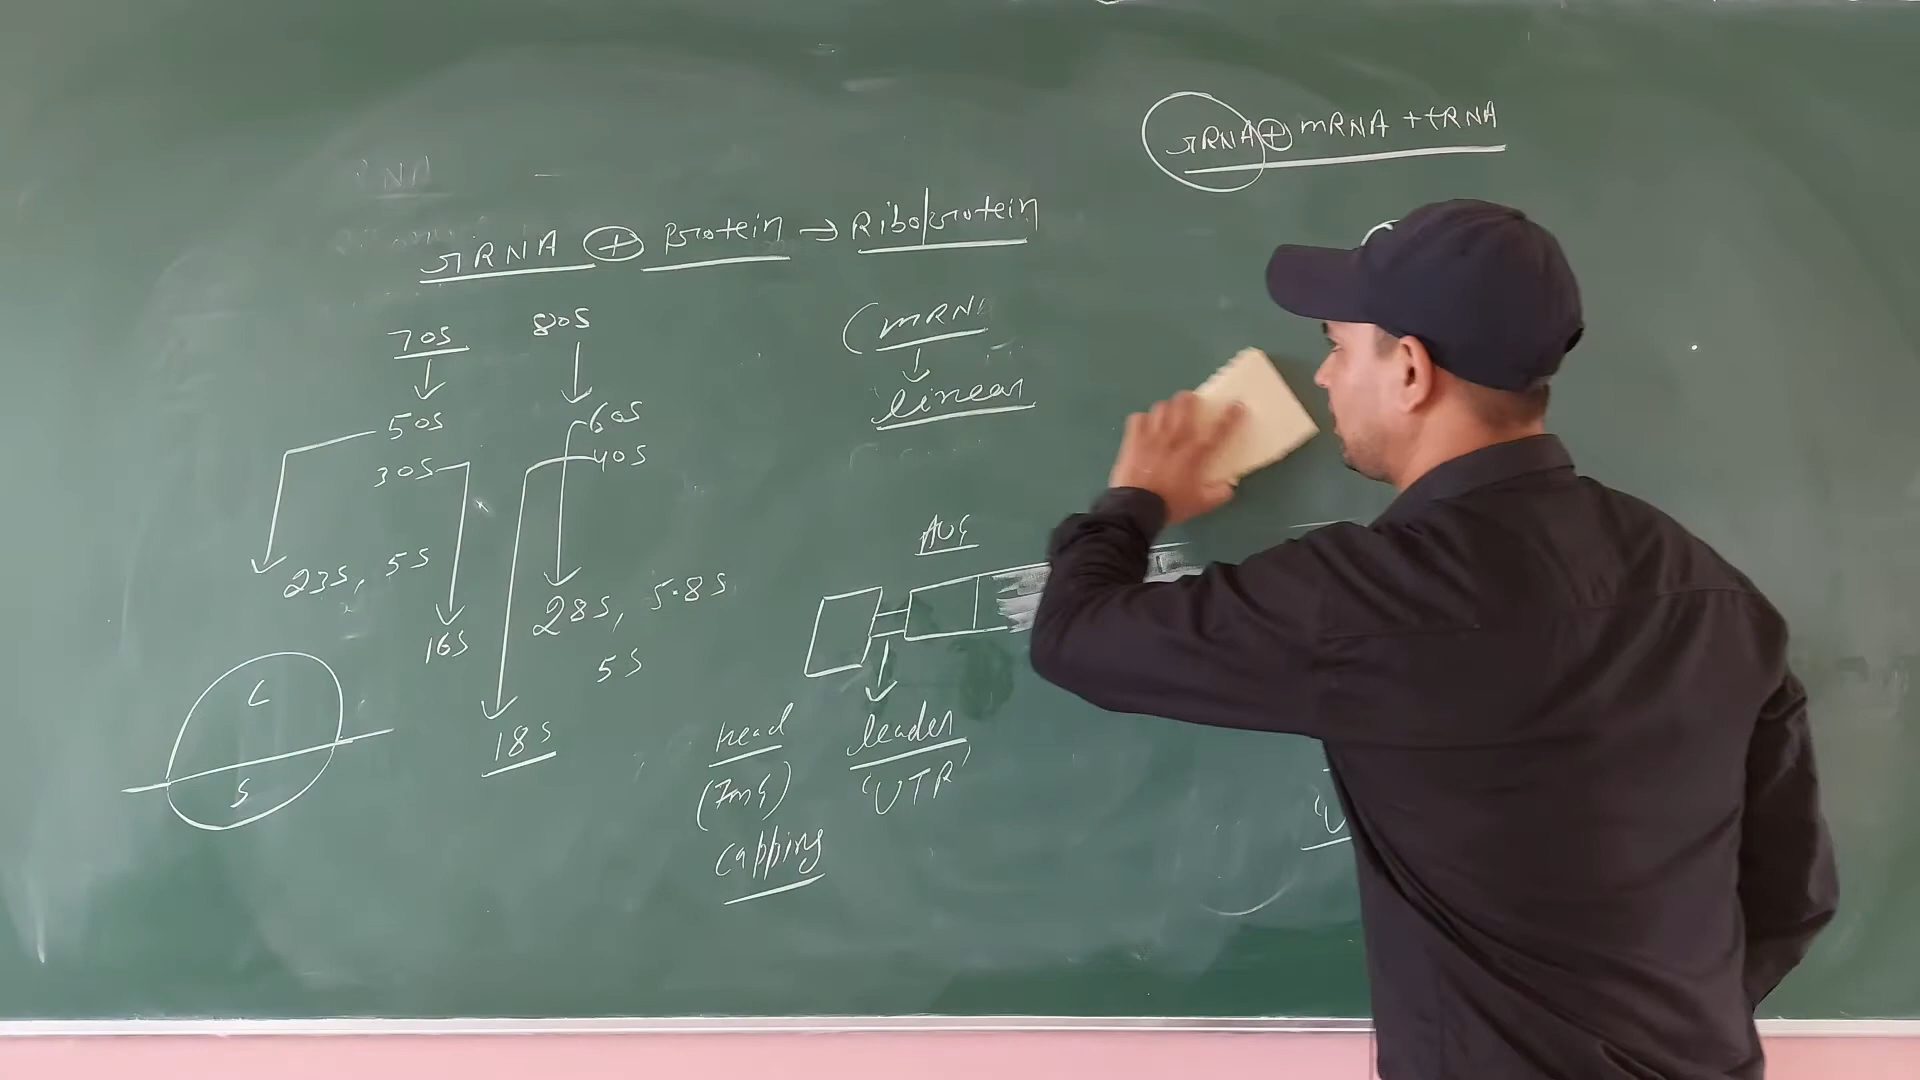 rRNA + mRNA + tRNA
RNA
rRNA + Protein → Riboprotein
70S 80S
(mRNA
50S 60S
30S 40S
linear
AUG
23S, 5S
28S, 5.8S
16S
5S
L
S
18S
Head leader
(7mG) 'UTR'
Capping